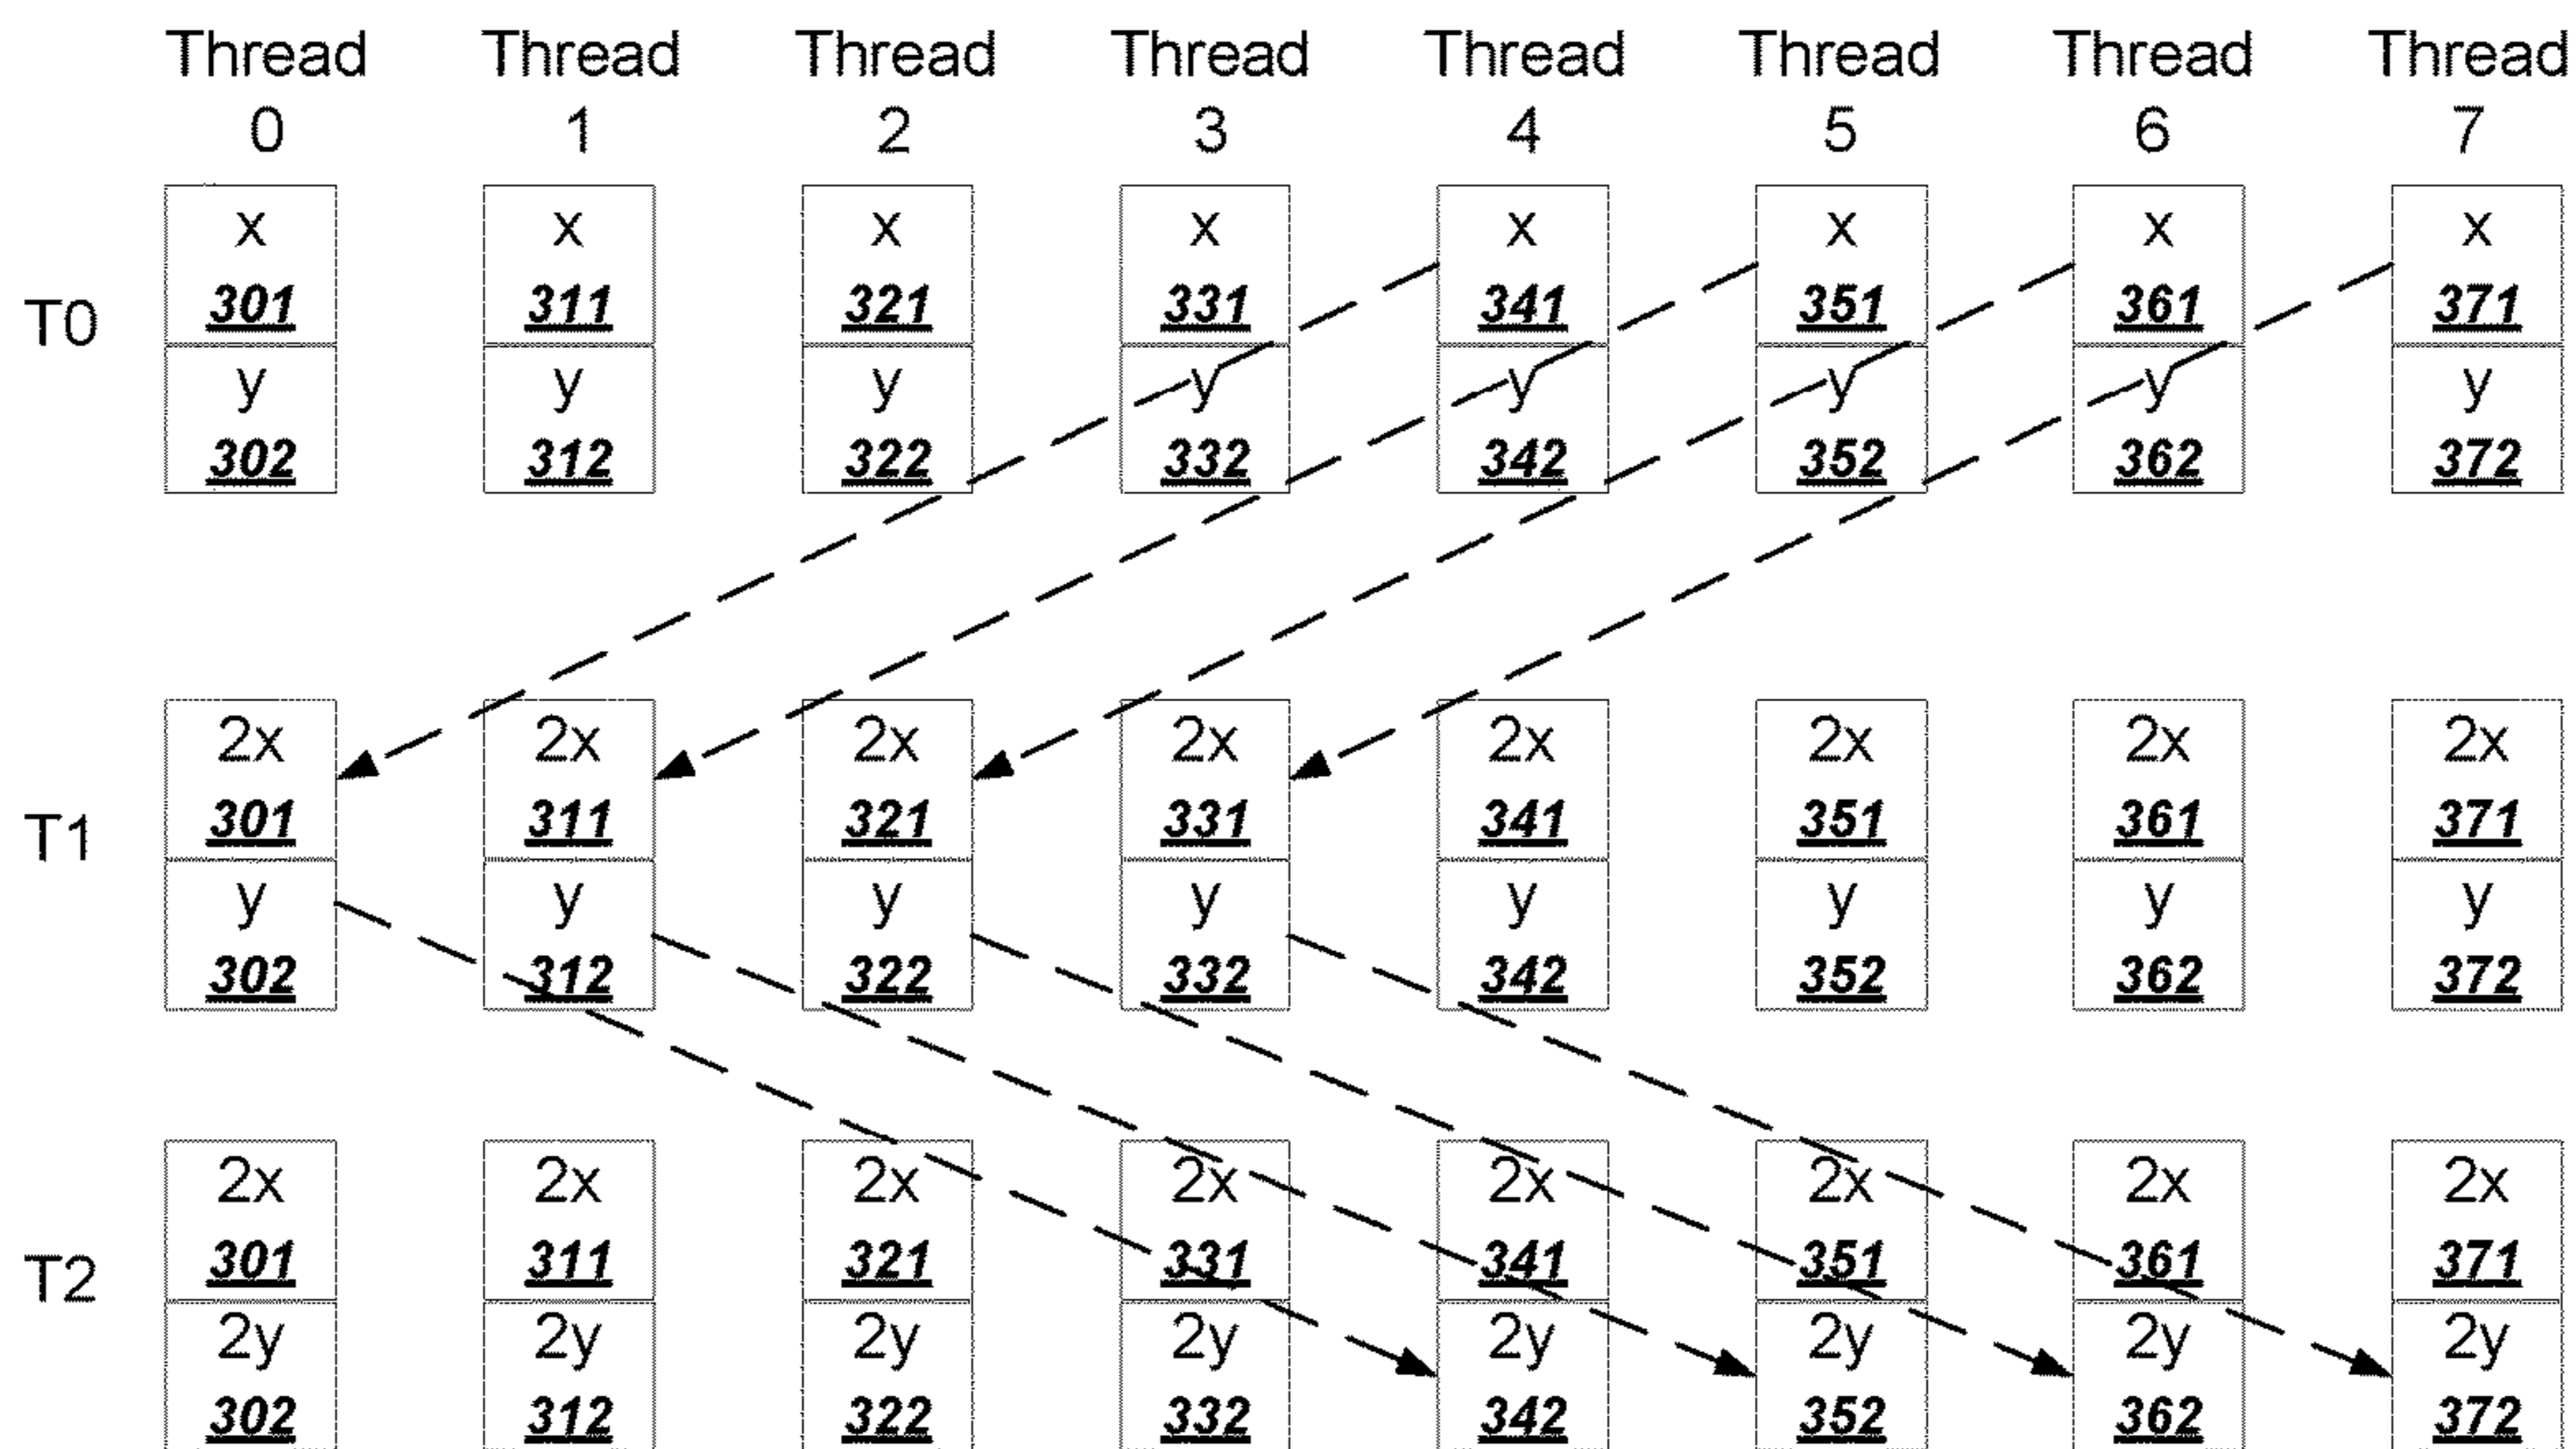 Thread Thread Thread Thread Thread Thread Thread Thread
0 1 2 3 4 5 6 7
x x x x x x x x
301 311 321 331 341 351 361 371
T0
y y y y y y y y
302 312 322 332 342 352 362 372
2x 2x 2x 2x 2x 2x 2x 2x
301 311 321 331 341 351 361 371
T1
y y y y y y y y
302 312 322 332 342 352 362 372
2x 2x 2x 2x 2x 2x 2x 2x
301 311 321 331 341 351 361 371
T2
2y 2y 2y 2y 2y 2y 2y 2y
302 312 322 332 342 352 362 372